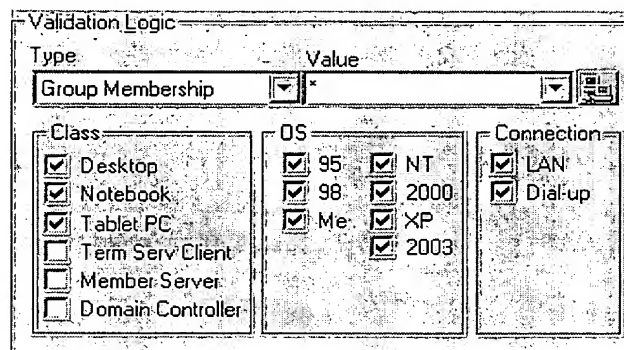 Validation Logic
Type Value
Group Membership *
Class OS Connection
Desktop 95 NT LAN
Notebook 98 2000 Dial-up
Tablet PC Me XP
Term Serv Client 2003
Member Server
Domain Controller